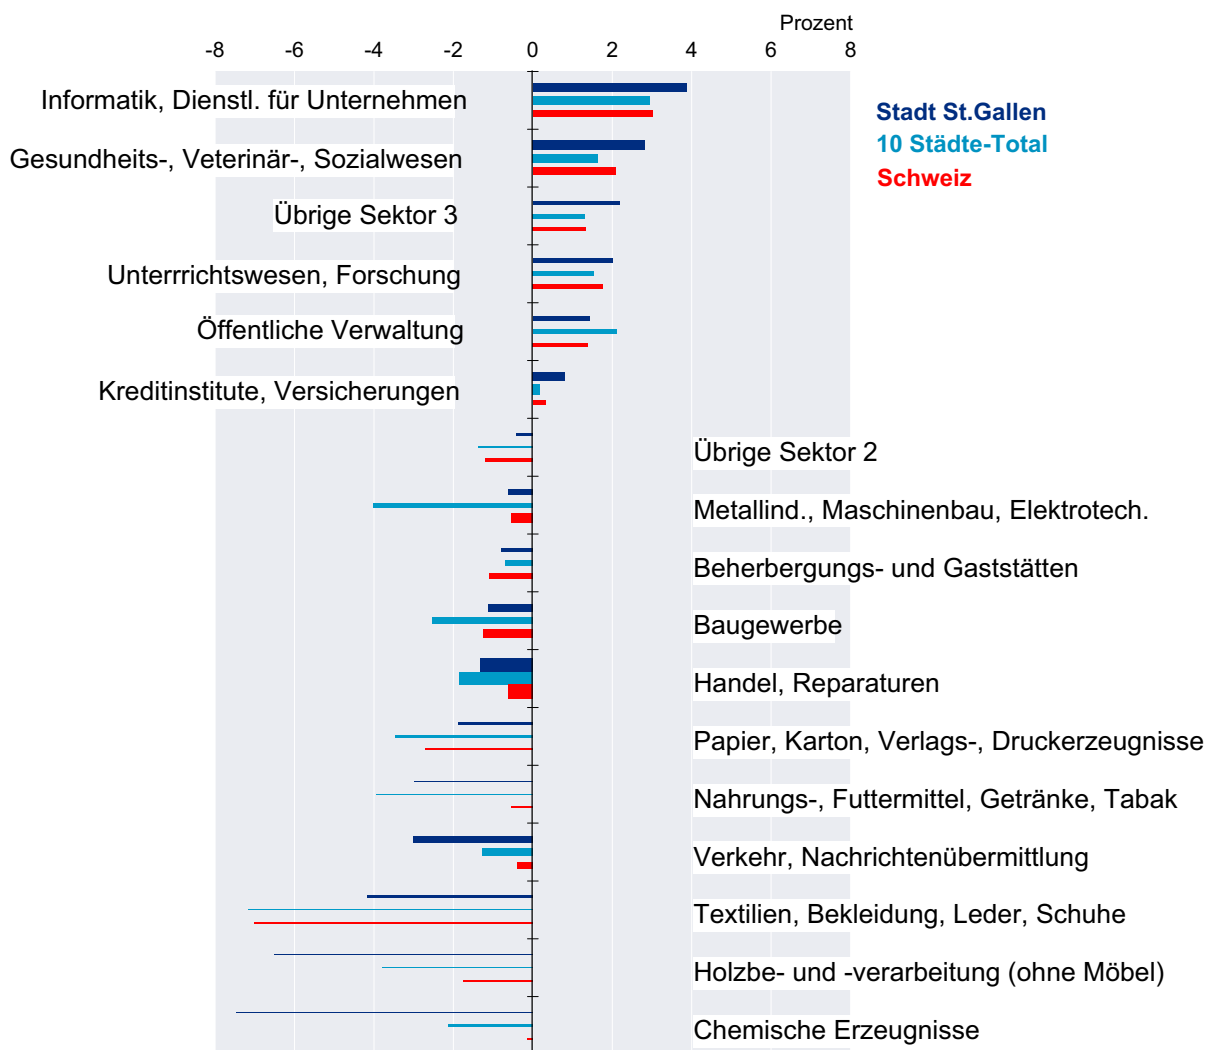 Prozent
-8 -6 -4 -2 0 2 4 6 8
Informatik, Dienstl. für Unternehmen
Stadt St.Gallen
10 Städte-Total
Schweiz
Gesundheits-, Veterinär-, Sozialwesen
Übrige Sektor 3
Unterrrichtswesen, Forschung
Öffentliche Verwaltung
Kreditinstitute, Versicherungen
Übrige Sektor 2
Metallind., Maschinenbau, Elektrotech.
Beherbergungs- und Gaststätten
Baugewerbe
Handel, Reparaturen
Papier, Karton, Verlags-, Druckerzeugnisse
Nahrungs-, Futtermittel, Getränke, Tabak
Verkehr, Nachrichtenübermittlung
Textilien, Bekleidung, Leder, Schuhe
Holzbe- und -verarbeitung (ohne Möbel)
Chemische Erzeugnisse